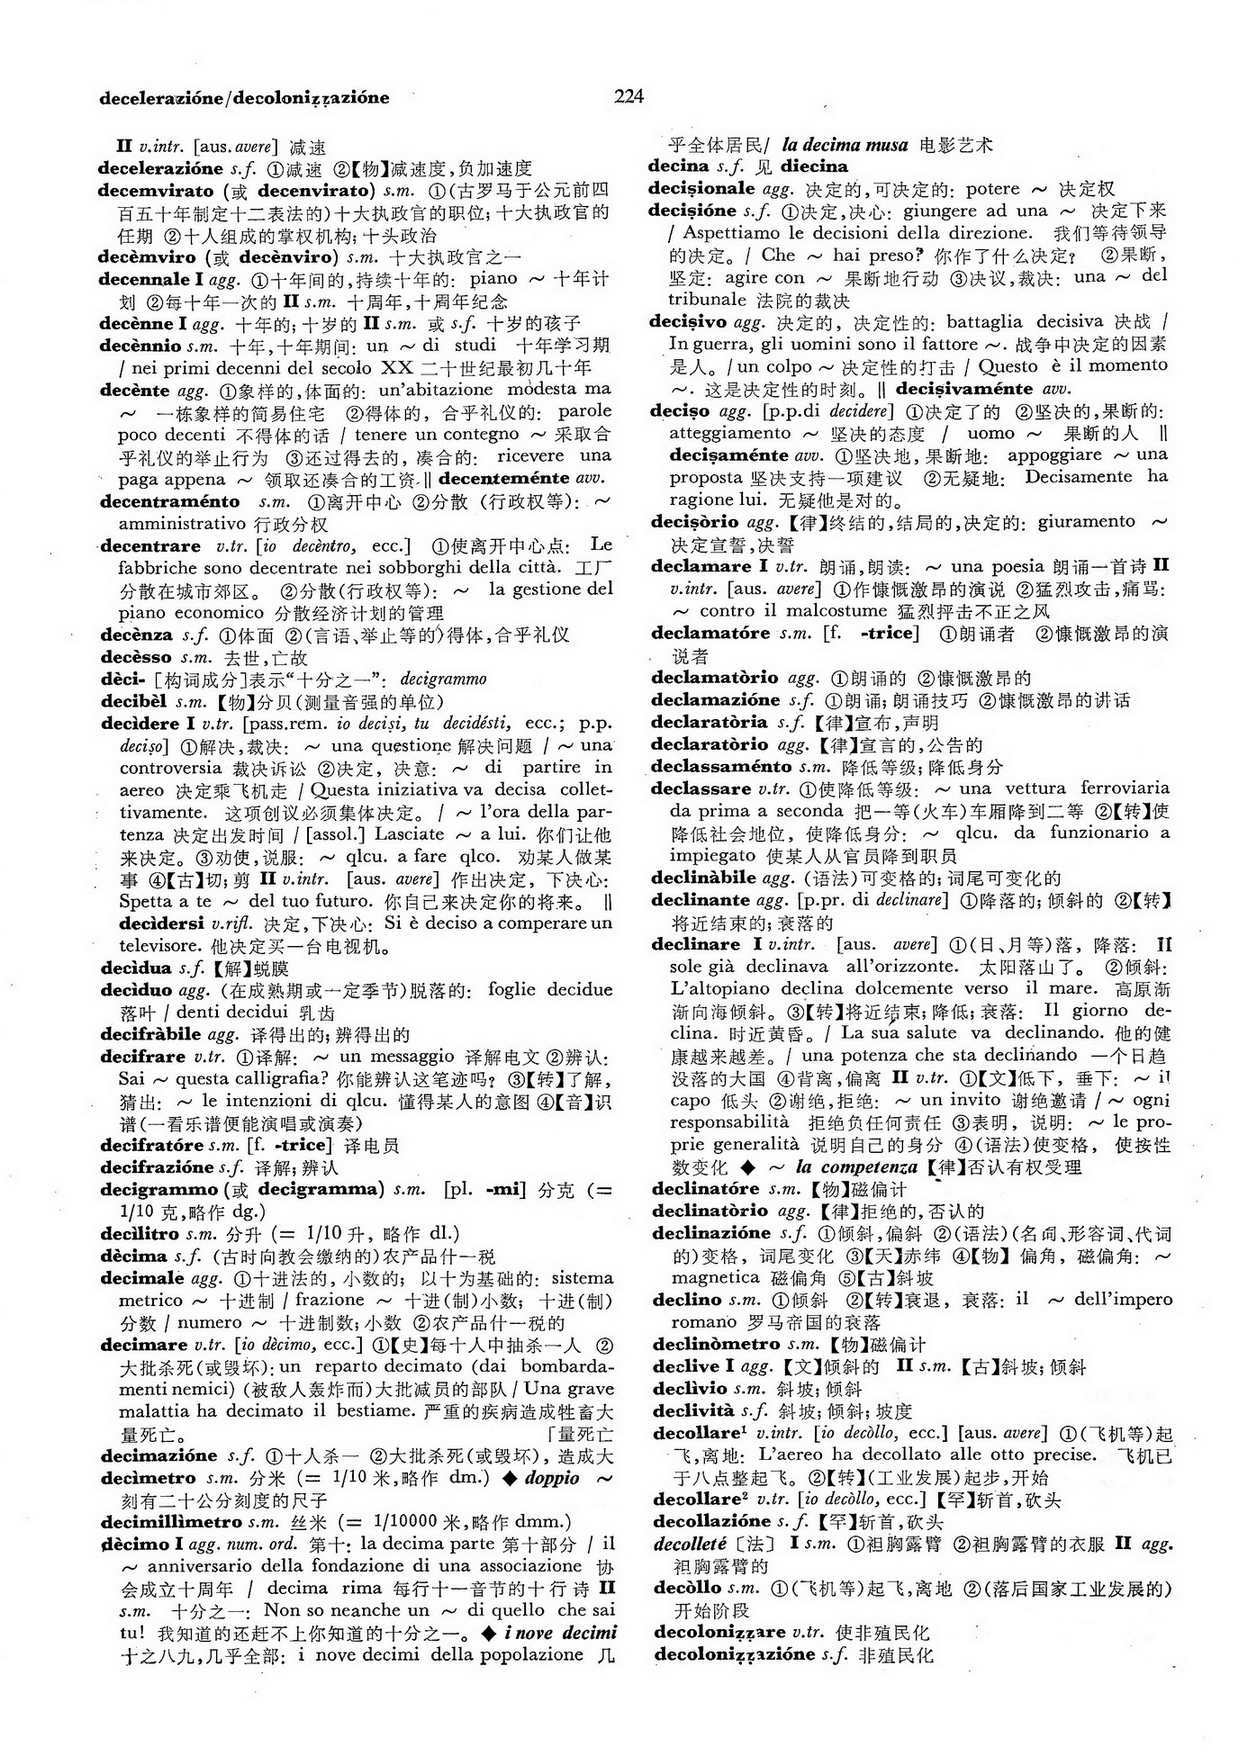 decelerazióne/decoloniẓẓazióne
224
II v.intr. [aus. avere] 减速
decelerazióne s.f. ①减速 ②【物】减速度,负加速度
decemvirato (或 decenvirato) s.m. ①(古罗马于公元前四
百五十年制定十二表法的)十大执政官的职位; 十大执政官的
任期 ②十人组成的掌权机构; 十头政治
decèmviro (或 decènviro) s.m. 十大执政官之一
decennale I agg. ①十年间的,持续十年的: piano ~ 十年计
划 ②每十年一次的 II s.m. 十周年,十周年纪念
decènne I agg. 十年的; 十岁的 II s.m. 或 s.f. 十岁的孩子
decènnio s.m. 十年,十年期间: un ~ di studi 十年学习期
/ nei primi decenni del secolo XX 二十世纪最初几十年
decènte agg. ①象样的,体面的: un'abitazione modesta ma
~ 一栋象样的简易住宅 ②得体的, 合乎礼仪的: parole
poco decenti 不得体的话 / tenere un contegno ~ 采取合
乎礼仪的举止行为 ③还过得去的, 凑合的: ricevere una
paga appena ~ 领取还凑合的工资.‖ decenteménte avv.
decentraménto s.m. ①离开中心 ②分散 (行政权等): ~
amministrativo 行政分权
decentrare v.tr. [io decèntro, ecc.] ①使离开中心点: Le
fabbriche sono decentrate nei sobborghi della città. 工厂
分散在城市郊区。 ②分散(行政权等): ~ la gestione del
piano economico 分散经济计划的管理
decènza s.f. ①体面 ②(言语、举止等的)得体,合乎礼仪
decèsso s.m. 去世,亡故
dèci- [构词成分]表示“十分之一”: decigrammo
decibèl s.m. 【物】分贝(测量音强的单位)
decìdere I v.tr. [pass.rem. io deciṣi, tu decidésti, ecc.; p.p.
deciṣo] ①解决,裁决: ~ una questione 解决问题 / ~ una
controversia 裁决诉讼 ②决定, 决意: ~ di partire in
aereo 决定乘飞机走 / Questa iniziativa va decisa collet-
tivamente. 这项创议必须集体决定。 / ~ l'ora della par-
tenza 决定出发时间 / [assol.] Lasciate ~ a lui. 你们让他
来决定。③劝使,说服: ~ qlcu. a fare qlco. 劝某人做某
事 ④【古】切; 剪 II v.intr. [aus. avere] 作出决定, 下决心:
Spetta a te ~ del tuo futuro. 你自己来决定你的将来。 ‖
decìdersi v.rifl. 决定,下决心: Si è deciso a comperare un
televisore. 他决定买一台电视机。
decìdua s.f. 【解】蜕膜
decìduo agg. (在成熟期或一定季节)脱落的: foglie decidue
落叶 / denti decidui 乳齿
decifràbile agg. 译得出的; 辨得出的
decifrare v.tr. ①译解: ~ un messaggio 译解电文 ②辨认:
Sai ~ questa calligrafia? 你能辨认这笔迹吗? ③【转】了解,
猜出: ~ le intenzioni di qlcu. 懂得某人的意图 ④【音】识
谱(一看乐谱便能演唱或演奏)
decifratóre s.m. [f. -trice] 译电员
decifrazióne s.f. 译解; 辨认
decigrammo (或 decigramma) s.m. [pl. -mi] 分克 (=
1/10 克,略作 dg.)
decìlitro s.m. 分升 (= 1/10 升, 略作 dl.)
dècima s.f. (古时向教会缴纳的)农产品什一税
decimale agg. ①十进法的, 小数的; 以十为基础的: sistema
metrico ~ 十进制 / frazione ~ 十进(制)小数; 十进(制)
分数 / numero ~ 十进制数; 小数 ②农产品什一税的
decimare v.tr. [io dècimo, ecc.] ①【史】每十人中抽杀一人 ②
大批杀死(或毁坏): un reparto decimato (dai bombarda-
menti nemici) (被敌人轰炸而)大批减员的部队 / Una grave
malattia ha decimato il bestiame. 严重的疾病造成牲畜大
量死亡。 「量死亡
decimazióne s.f. ①十人杀一 ②大批杀死(或毁坏), 造成大
decìmetro s.m. 分米 (= 1/10 米,略作 dm.) ◆ doppio ~
刻有二十公分刻度的尺子
decimillìmetro s.m. 丝米 (= 1/10000 米,略作 dmm.)
dècimo I agg. num. ord. 第十: la decima parte 第十部分 / il
~ anniversario della fondazione di una associazione 协
会成立十周年 / decima rima 每行十一音节的十行诗 II
s.m. 十分之一: Non so neanche un ~ di quello che sai
tu! 我知道的还赶不上你知道的十分之一。◆ i nove decimi
十之八九,几乎全部: i nove decimi della popolazione 几
乎全体居民/ la decima musa 电影艺术
decina s.f. 见 diecina
deciṣionale agg. 决定的,可决定的: potere ~ 决定权
deciṣióne s.f. ①决定,决心: giungere ad una ~ 决定下来
/ Aspettiamo le decisioni della direzione. 我们等待领导
的决定。/ Che ~ hai preso? 你作了什么决定? ②果断,
坚定: agire con ~ 果断地行动 ③决议,裁决: una ~ del
tribunale 法院的裁决
deciṣivo agg. 决定的, 决定性的: battaglia decisiva 决战 /
In guerra, gli uomini sono il fattore ~. 战争中决定的因素
是人。/ un colpo ~ 决定性的打击 / Questo è il momento
~. 这是决定性的时刻。‖ deciṣivaménte avv.
deciṣo agg. [p.p.di decidere] ①决定了的 ②坚决的,果断的:
atteggiamento ~ 坚决的态度 / uomo ~ 果断的人 ‖
deciṣaménte avv. ①坚决地, 果断地: appoggiare ~ una
proposta 坚决支持一项建议 ②无疑地: Decisamente ha
ragione lui. 无疑他是对的。
deciṣòrio agg. 【律】终结的,结局的,决定的: giuramento ~
决定宣誓,决誓
declamare I v.tr. 朗诵,朗读: ~ una poesia 朗诵一首诗 II
v.intr. [aus. avere] ①作慷慨激昂的演说 ②猛烈攻击,痛骂:
~ contro il malcostume 猛烈抨击不正之风
declamatóre s.m. [f. -trice] ①朗诵者 ②慷慨激昂的演
说者
declamatòrio agg. ①朗诵的 ②慷慨激昂的
declamazióne s.f. ①朗诵; 朗诵技巧 ②慷慨激昂的讲话
declaratòria s.f. 【律】宣布,声明
declaratòrio agg. 【律】宣言的,公告的
declassaménto s.m. 降低等级; 降低身分
declassare v.tr. ①使降低等级: ~ una vettura ferroviaria
da prima a seconda 把一等(火车)车厢降到二等 ②【转】使
降低社会地位, 使降低身分: ~ qlcu. da funzionario a
impiegato 使某人从官员降到职员
declinàbile agg. (语法)可变格的; 词尾可变化的
declinante agg. [p.pr. di declinare] ①降落的; 倾斜的 ②【转】
将近结束的; 衰落的
declinare I v.intr. [aus. avere] ①(日、月等)落, 降落: Il
sole già declinava all'orizzonte. 太阳落山了。 ②倾斜:
L'altopiano declina dolcemente verso il mare. 高原渐
渐向海倾斜。③【转】将近结束; 降低; 衰落: Il giorno de-
clina. 时近黄昏。/ La sua salute va declinando. 他的健
康越来越差。/ una potenza che sta declinando 一个日趋
没落的大国 ④背离,偏离 II v.tr. ①【文】低下, 垂下: ~ il
capo 低头 ②谢绝,拒绝: ~ un invito 谢绝邀请 / ~ ogni
responsabilità 拒绝负任何责任 ③表明, 说明: ~ le pro-
prie generalità 说明自己的身分 ④(语法)使变格, 使按性
数变化 ◆ ~ la competenza 【律】否认有权受理
declinatóre s.m. 【物】磁偏计
declinatòrio agg. 【律】拒绝的,否认的
declinazióne s.f. ①倾斜,偏斜 ②(语法)(名词、形容词、代词
的)变格, 词尾变化 ③【天】赤纬 ④【物】 偏角, 磁偏角: ~
magnetica 磁偏角 ⑤【古】斜坡
declino s.m. ①倾斜 ②【转】衰退, 衰落: il ~ dell'impero
romano 罗马帝国的衰落
declinòmetro s.m. 【物】磁偏计
declive I agg. 【文】倾斜的 II s.m. 【古】斜坡; 倾斜
declìvio s.m. 斜坡; 倾斜
declività s.f. 斜坡; 倾斜; 坡度
decollare¹ v.intr. [io decòllo, ecc.] [aus. avere] ①(飞机等)起
飞,离地: L'aereo ha decollato alle otto precise. 飞机已
于八点整起飞。②【转】(工业发展)起步,开始
decollare² v.tr. [io decòllo, ecc.] 【罕】斩首,砍头
decollazióne s.f. 【罕】斩首,砍头
decolleté〔法〕 I s.m. ①袒胸露臂 ②袒胸露臂的衣服 II agg.
袒胸露臂的
decòllo s.m. ①(飞机等)起飞,离地 ②(落后国家工业发展的)
开始阶段
decoloniẓẓare v.tr. 使非殖民化
decoloniẓẓazióne s.f. 非殖民化